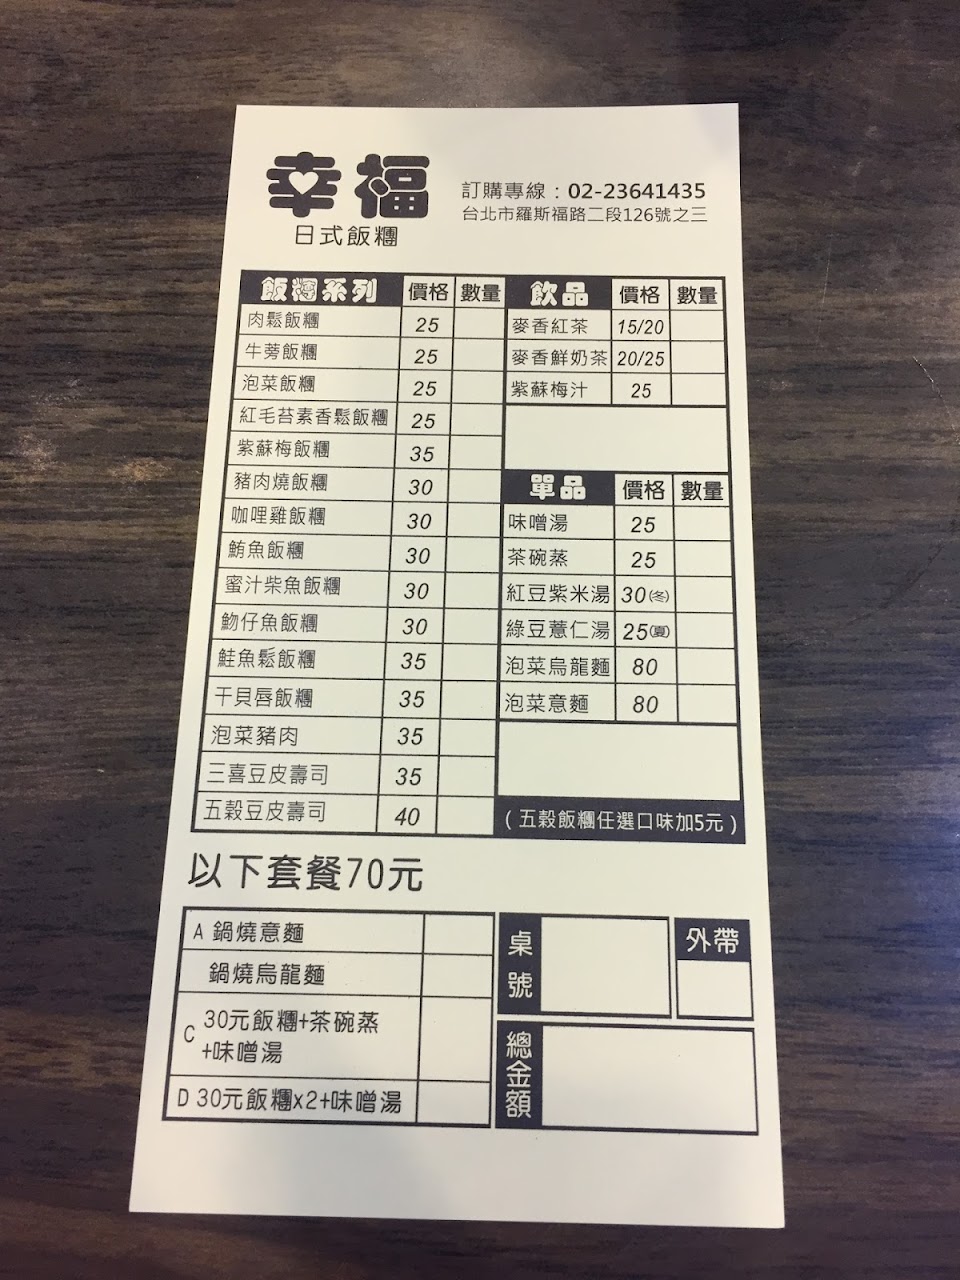 幸福
日式飯糰
訂購專線：02-23641435
台北市羅斯福路二段126號之三
飯糰系列 價格 數量
肉鬆飯糰 25
牛蒡飯糰 25
泡菜飯糰 25
紅毛苔素香鬆飯糰 25
紫蘇梅飯糰 35
豬肉燒飯糰 30
咖哩雞飯糰 30
鮪魚飯糰 30
蜜汁柴魚飯糰 30
魩仔魚飯糰 30
鮭魚鬆飯糰 35
干貝唇飯糰 35
泡菜豬肉 35
三喜豆皮壽司 35
五穀豆皮壽司 40
飲品 價格 數量
麥香紅茶 15/20
麥香鮮奶茶 20/25
紫蘇梅汁 25
單品 價格 數量
味噌湯 25
茶碗蒸 25
紅豆紫米湯 30(冬)
綠豆薏仁湯 25(夏)
泡菜烏龍麵 80
泡菜意麵 80
（五穀飯糰任選口味加5元）
以下套餐70元
A 鍋燒意麵
鍋燒烏龍麵
C 30元飯糰+茶碗蒸
+味噌湯
D 30元飯糰x2+味噌湯
桌號
外帶
總金額